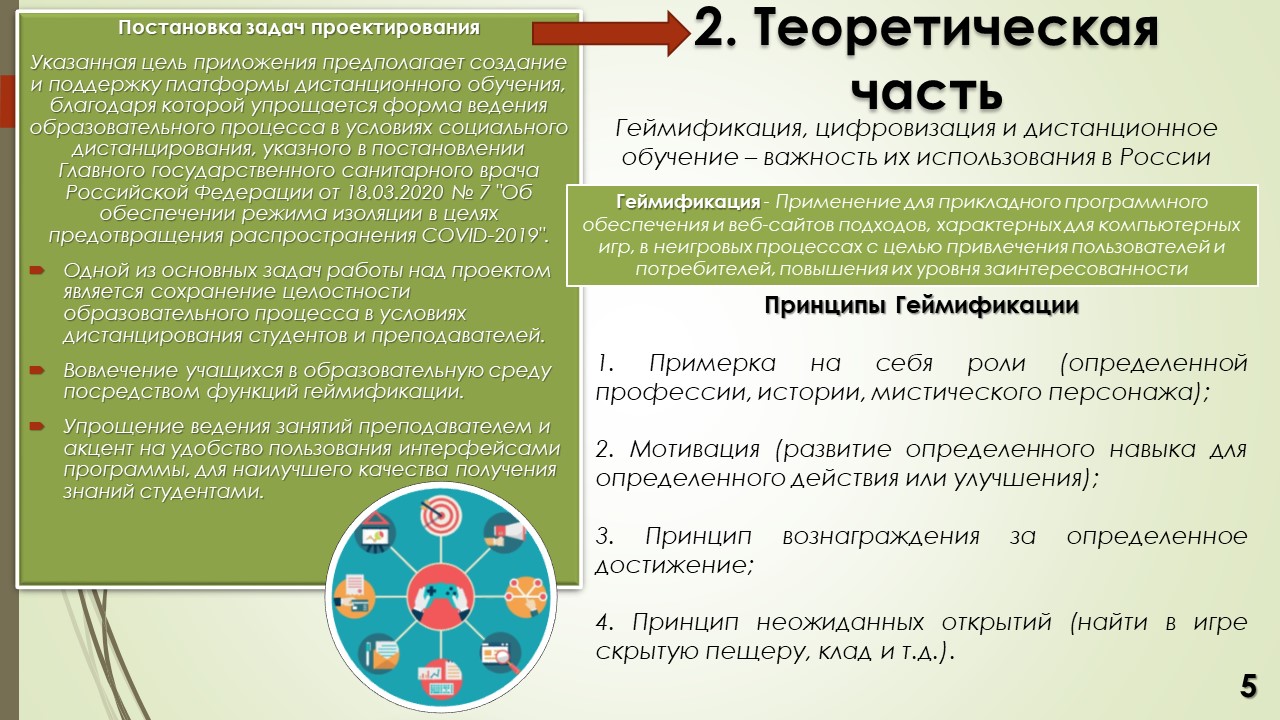 Постановка задач проектирования
Указанная цель приложения предполагает создание
и поддержку платформы дистанционного обучения,
благодаря которой упрощается форма ведения
образовательного процесса в условиях социального
дистанцирования, указного в постановлении
Главного государственного санитарного врача
Российской Федерации от 18.03.2020 № 7 "Об
обеспечении режима изоляции в целях
предотвращения распространения COVID-2019".
Одной из основных задач работы над проектом
является сохранение целостности
образовательного процесса в условиях
дистанцирования студентов и преподавателей.
Вовлечение учащихся в образовательную среду
посредством функций геймификации.
Упрощение ведения занятий преподавателем и
акцент на удобство пользования интерфейсами
программы, для наилучшего качества получения
знаний студентами.
2. Теоретическая
часть
Геймификация, цифровизация и дистанционное
обучение – важность их использования в России
Геймификация - Применение для прикладного программного
обеспечения и веб-сайтов подходов, характерных для компьютерных
игр, в неигровых процессах с целью привлечения пользователей и
потребителей, повышения их уровня заинтересованности
Принципы Геймификации
1. Примерка на себя роли (определенной
профессии, истории, мистического персонажа);
2. Мотивация (развитие определенного навыка для
определенного действия или улучшения);
3. Принцип вознаграждения за определенное
достижение;
4. Принцип неожиданных открытий (найти в игре
скрытую пещеру, клад и т.д.).
5